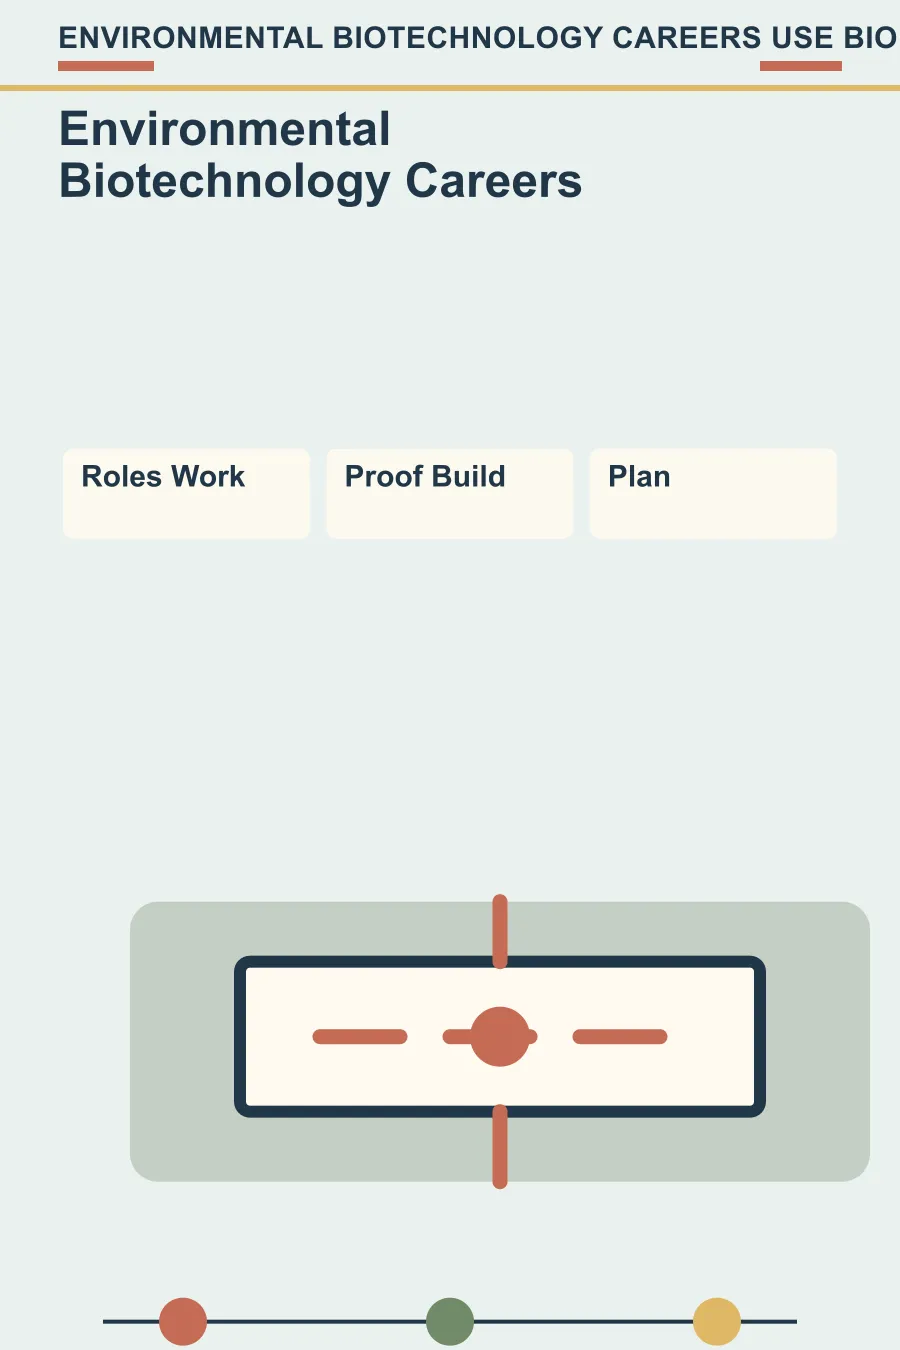 ENVIRONMENTAL BIOTECHNOLOGY CAREERS USE BIO
Environmental
Biotechnology Careers
Roles Work
Proof Build
Plan